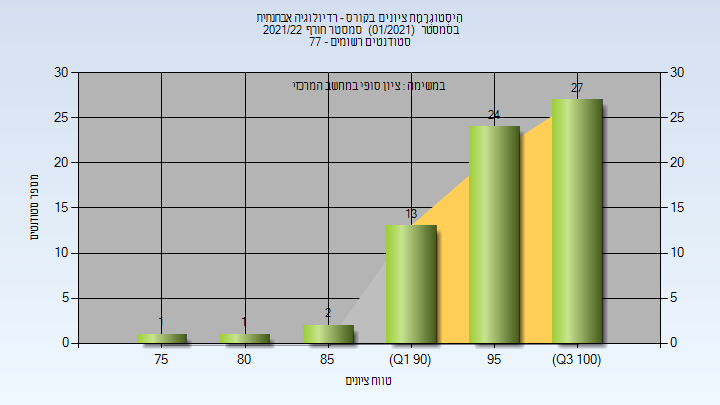 היסטוגרמת ציונים בקורס - רדיולוגיה אבחנתית
בסמסטר (01/2021) סמסטר חורף 2021/22
סטודנטים רשומים - 77
במשימה : ציון סופי במחשב המרכזי
30 30
25 25
20 20
15 15
10 10
5 5
0 0
1 1 2 13 24 27
75 80 85 (Q1 90) 95 (Q3 100)
מספר סטודנטים
טווח ציונים